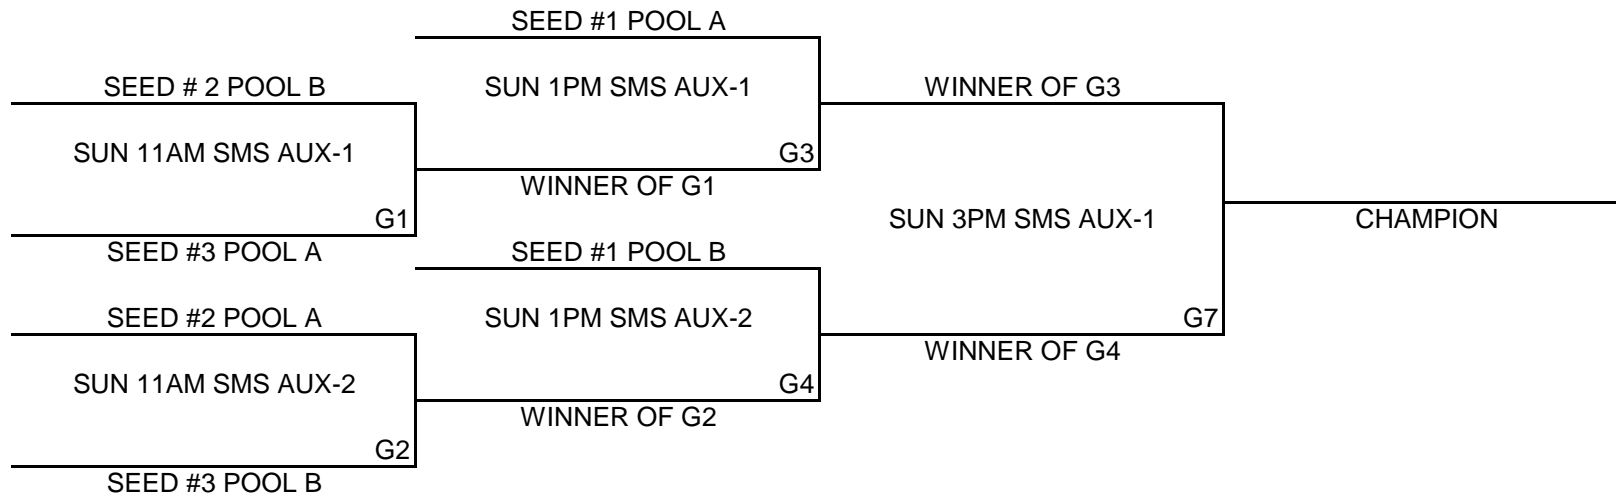 SEED #1 POOL A
SEED # 2 POOL B
SUN 1PM SMS AUX-1
WINNER OF G3
SUN 11AM SMS AUX-1
G3
WINNER OF G1
G1
SUN 3PM SMS AUX-1
CHAMPION
SEED #3 POOL A
SEED #1 POOL B
SEED #2 POOL A
SUN 1PM SMS AUX-2
G7
WINNER OF G4
SUN 11AM SMS AUX-2
G4
WINNER OF G2
G2
SEED #3 POOL B